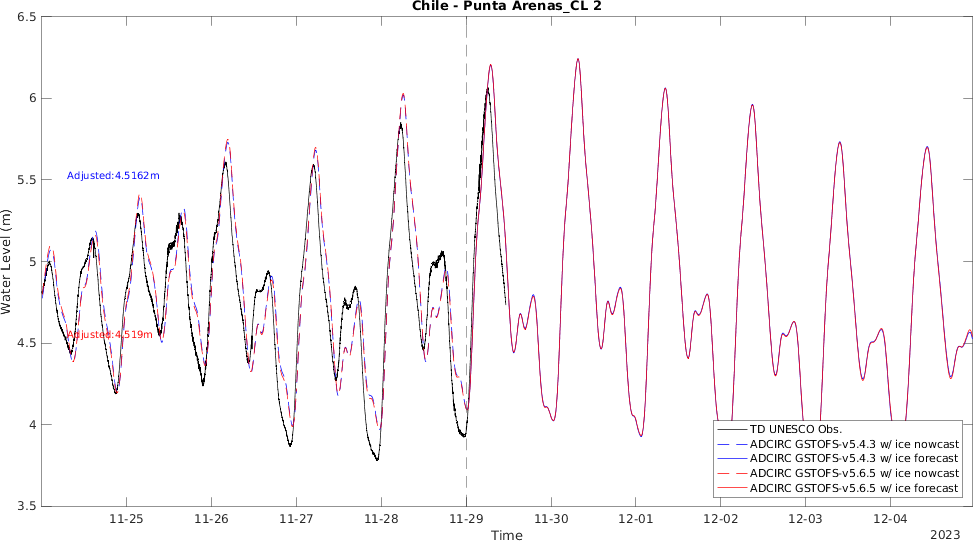 Chile - Punta Arenas_CL 2
6.5
6
5.5
5
4.5
4
3.5
Water Level (m)
Adjusted:4.5162m
Adjusted:4.519m
TD UNESCO Obs.
ADCIRC GSTOFS-v5.4.3 w/ ice nowcast
ADCIRC GSTOFS-v5.4.3 w/ ice forecast
ADCIRC GSTOFS-v5.6.5 w/ ice nowcast
ADCIRC GSTOFS-v5.6.5 w/ ice forecast
11-25
11-26
11-27
11-28
11-29
11-30
12-01
12-02
12-03
12-04
Time
2023